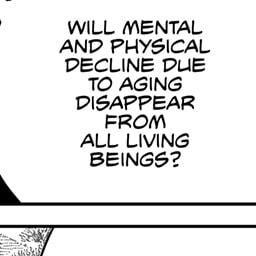 WILL MENTAL
AND PHYSICAL
DECLINE DUE
TO AGING
DISAPPEAR
FROM
ALL LIVING
BEINGS?